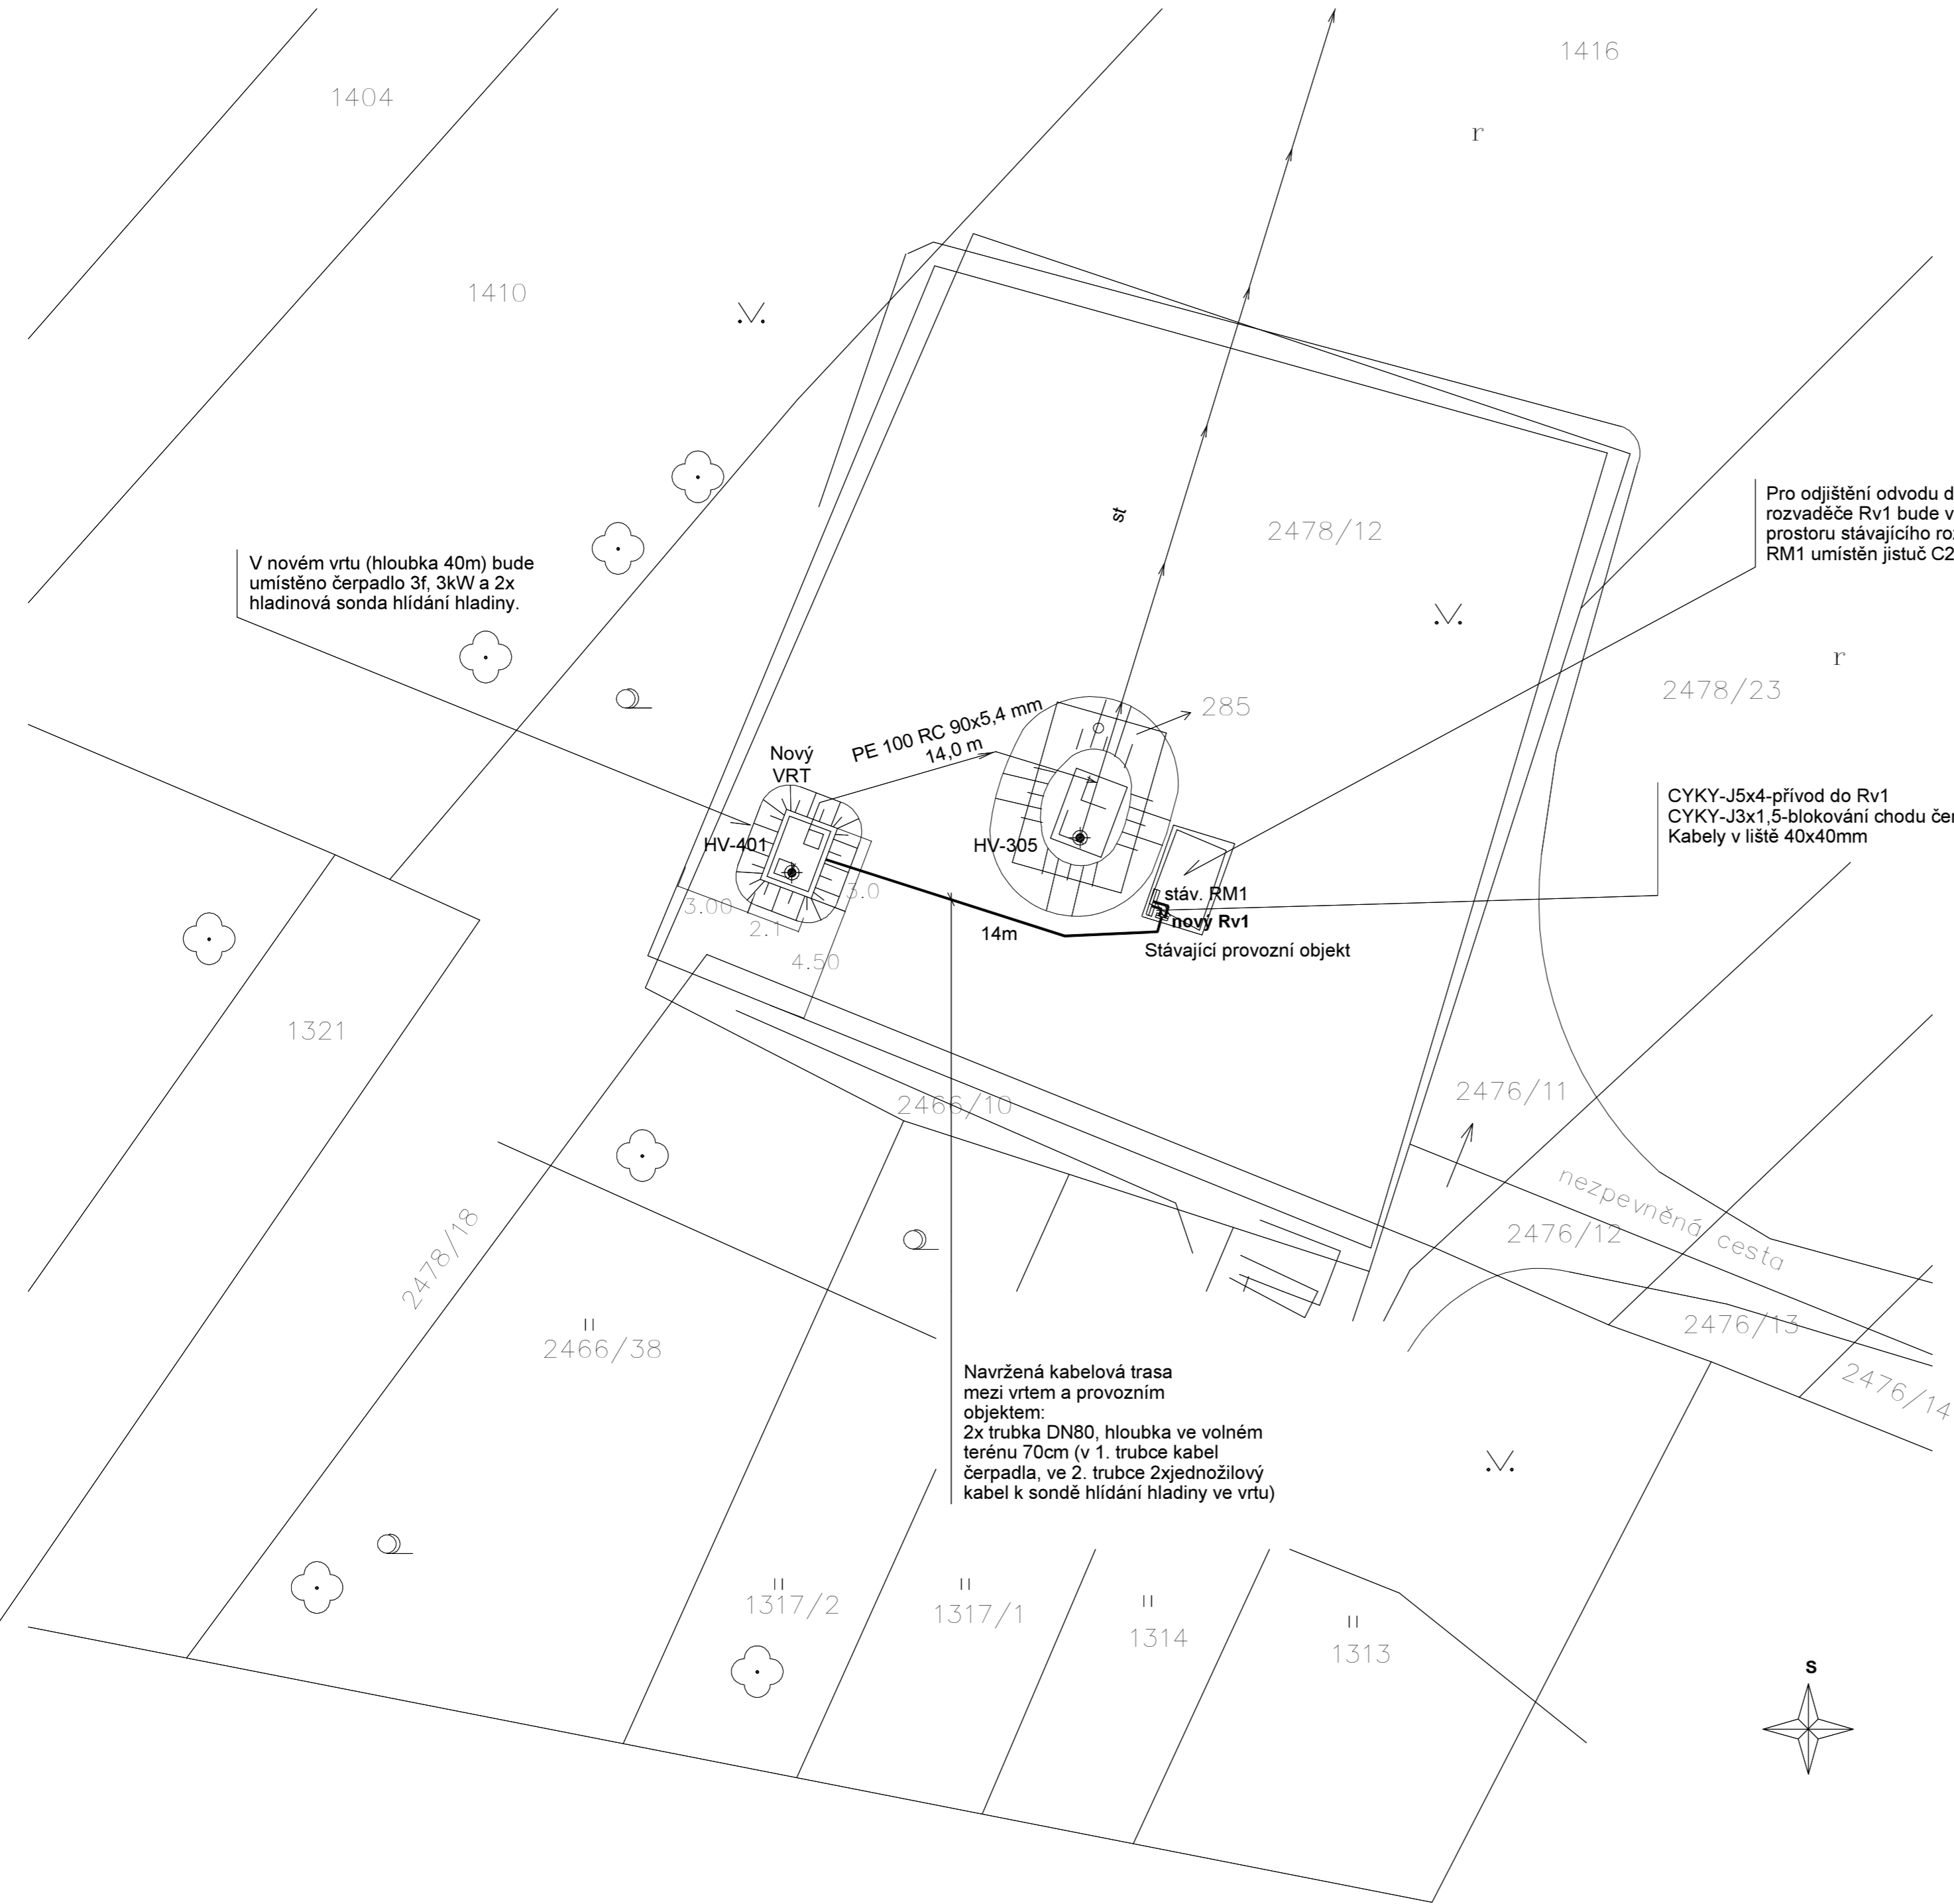 1416
1404
r
1410
st
2478/12
Pro odjištění odvodu d
rozvaděče Rv1 bude v
prostoru stávajícího ro
RM1 umístěn jistuč C2
V novém vrtu (hloubka 40m) bude
umístěno čerpadlo 3f, 3kW a 2x
hladinová sonda hlídání hladiny.
r
2478/23
285
PE 100 RC 90x5,4 mm
14,0 m
Nový
VRT
CYKY-J5x4-přívod do Rv1
CYKY-J3x1,5-blokování chodu čer
Kabely v liště 40x40mm
HV-401
HV-305
stáv. RM1
nový Rv1
Stávající provozní objekt
3.00
3.0
2.1
4.50
14m
1321
2466/10
2476/11
nezpevněná cesta
2476/12
2478/18
2476/13
2466/38
2476/14
Navržená kabelová trasa
mezi vrtem a provozním
objektem:
2x trubka DN80, hloubka ve volném
terénu 70cm (v 1. trubce kabel
čerpadla, ve 2. trubce 2xjednožilový
kabel k sondě hlídání hladiny ve vrtu)
1317/2
1317/1
1314
1313
S